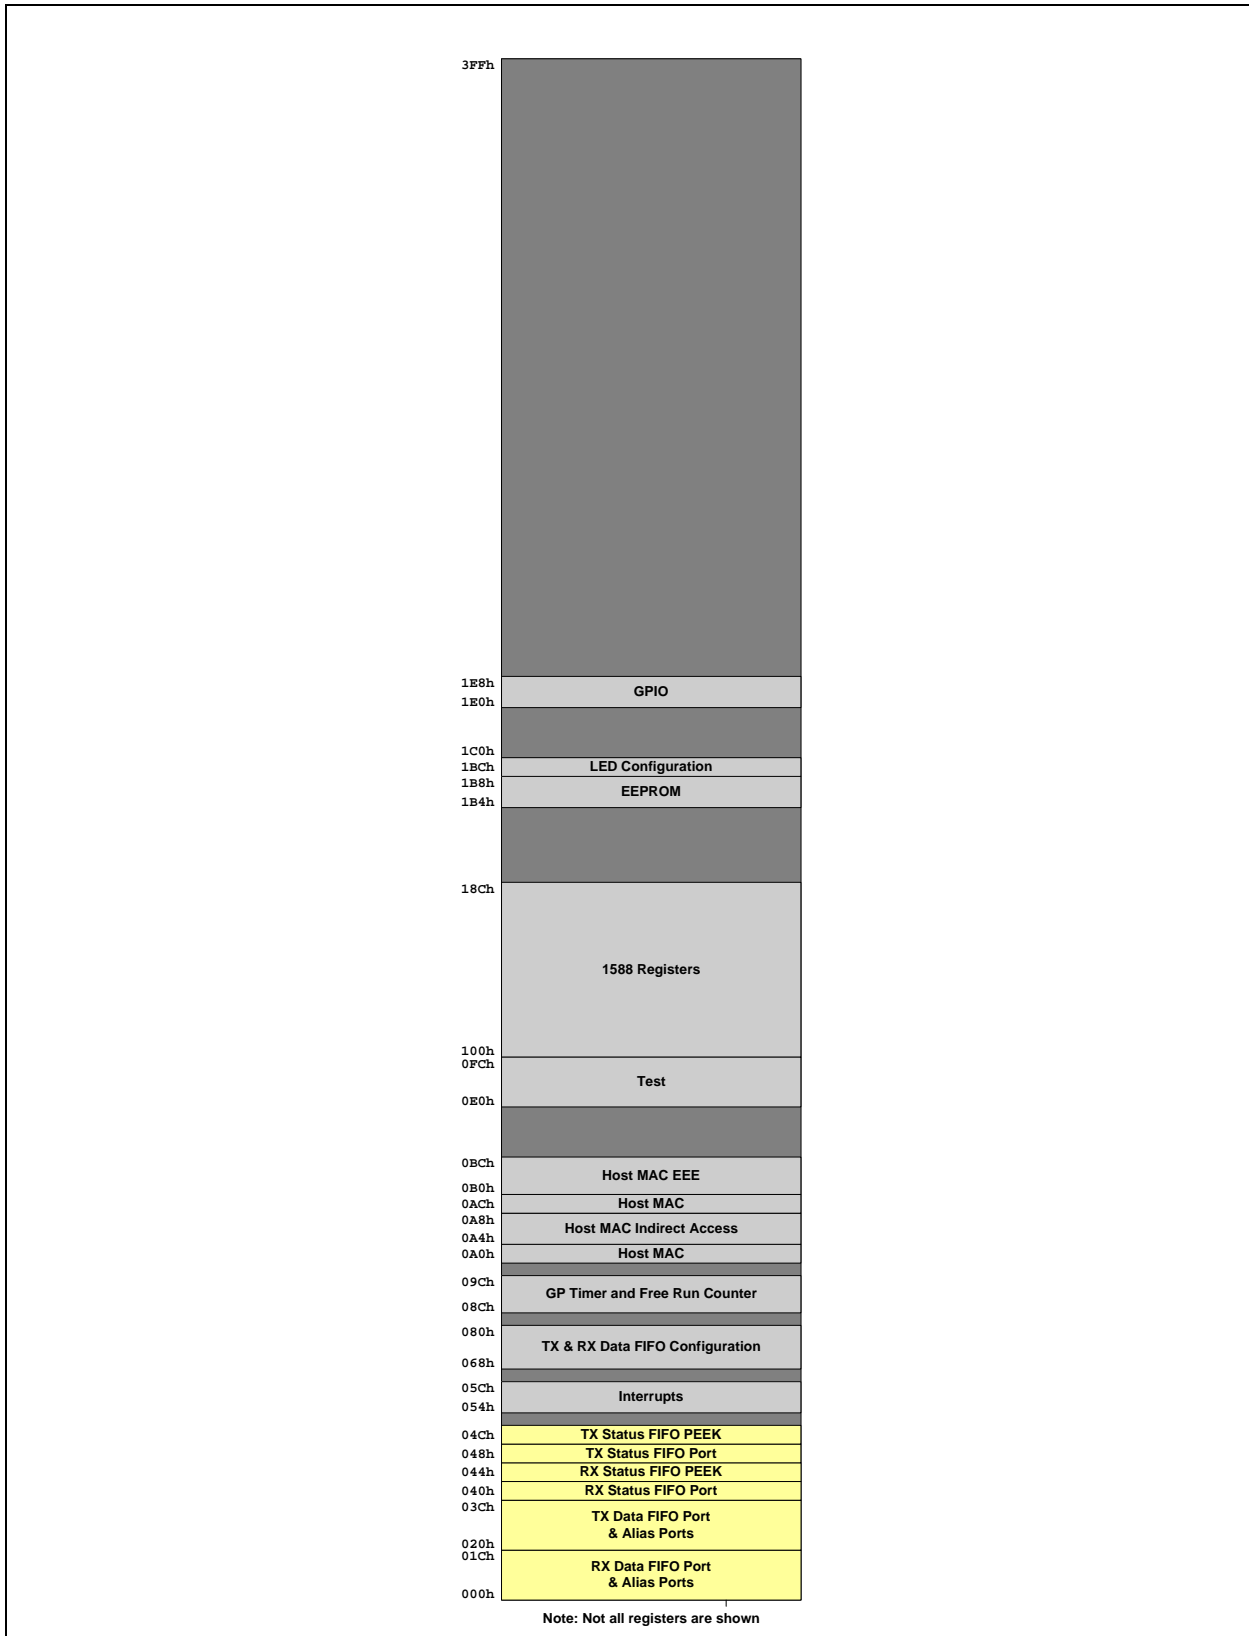 3FFh
1E8h
GPIO
1E0h
1C0h
1BCh LED Configuration
1B8h
EEPROM
1B4h
18Ch
1588 Registers
100h
0FCh
Test
0E0h
0BCh
Host MAC EEE
0B0h
0ACh Host MAC
0A8h
Host MAC Indirect Access
0A4h
0A0h Host MAC
09Ch
GP Timer and Free Run Counter
08Ch
080h
TX & RX Data FIFO Configuration
068h
05Ch
Interrupts
054h
04Ch TX Status FIFO PEEK
048h TX Status FIFO Port
044h RX Status FIFO PEEK
040h RX Status FIFO Port
03Ch
TX Data FIFO Port
& Alias Ports
020h
01Ch
RX Data FIFO Port
& Alias Ports
000h
Note: Not all registers are shown